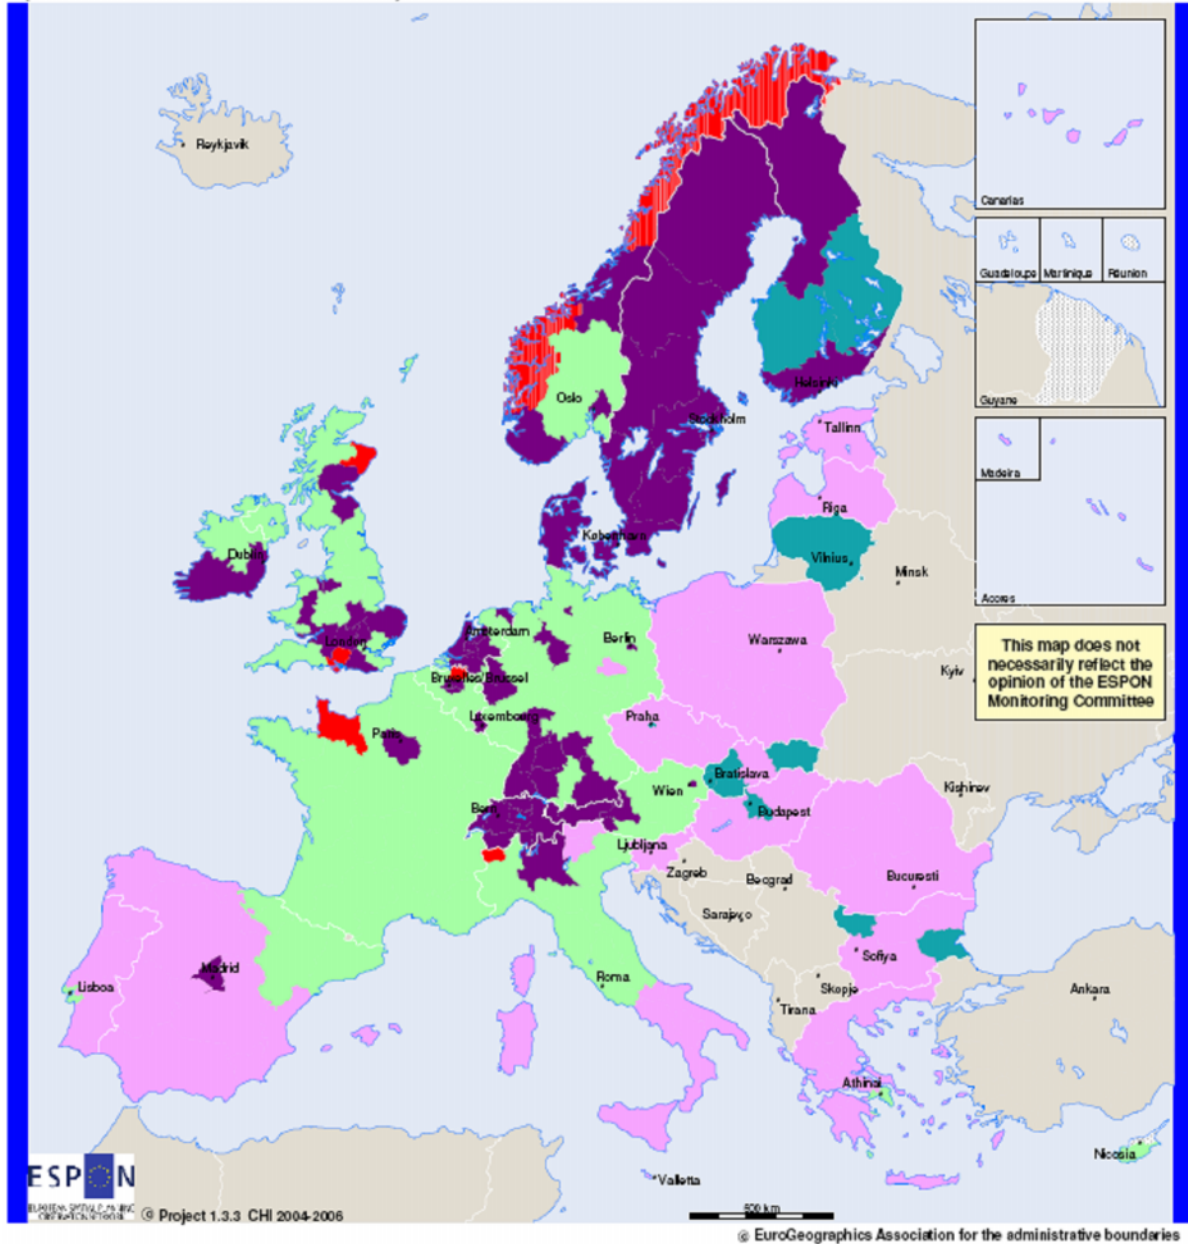 Reykjavik
Canarias
Guadeloupe Martinique Réunion
Guyane
Oslo
Helsinki
Stockholm
Tallinn
Madeira
Riga
København
Dublin
Vilnius
Minsk
Acores
London
Amsterdam
Berlin
Warszawa
This map does not
necessarily reflect the
opinion of the ESPON
Monitoring Committee
Kyiv
Bruxelles/Brussel
Luxembourg
Praha
Paris
Bratislava
Wien
Kishinev
Bern
Budapest
Ljubljana
Zagreb
Beograd
Bucuresti
Sarajevo
Sofiya
Madrid
Roma
Lisboa
Skopje
Ankara
Tirana
Athinai
Nicosia
ESPON
Valletta
500 km
© Project 1.3.3 CHI 2004-2006
© EuroGeographics Association for the administrative boundaries